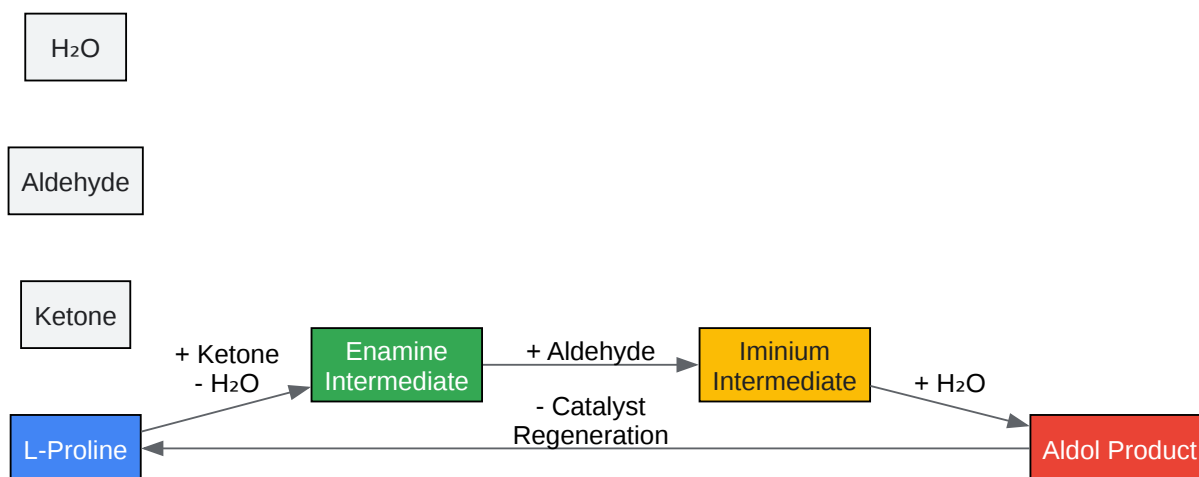 H₂O
Aldehyde
Ketone
+ Ketone
- H₂O
Enamine
Intermediate
+ Aldehyde
Iminium
Intermediate
+ H₂O
- Catalyst
Regeneration
L-Proline
Aldol Product